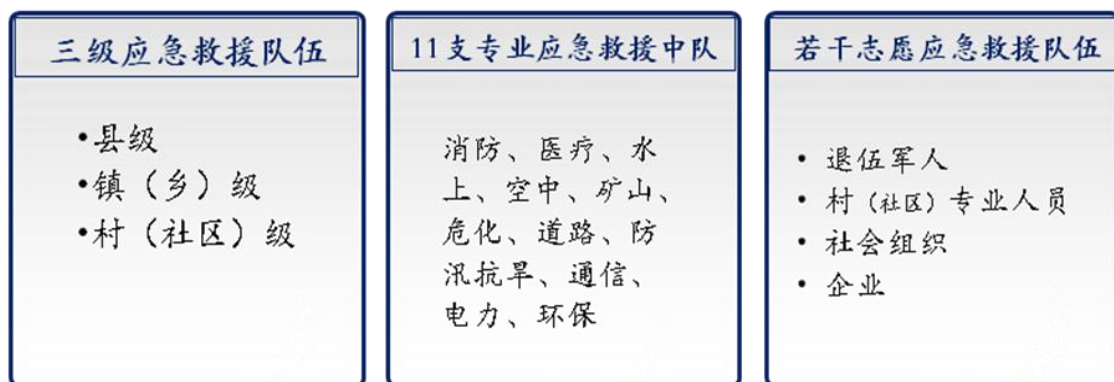 三级应急救援队伍
•县级
•镇（乡）级
•村（社区）级
11支专业应急救援中队
消防、医疗、水
上、空中、矿山、
危化、道路、防
汛抗旱、通信、
电力、环保
若干志愿应急救援队伍
• 退伍军人
• 村（社区）专业人员
• 社会组织
• 企业